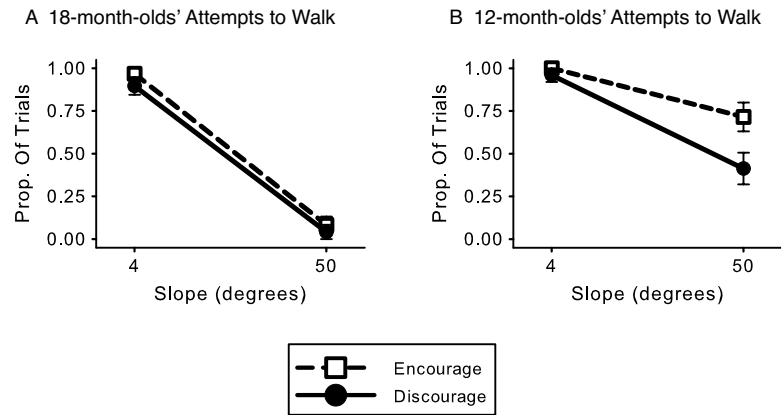 A 18-month-olds’ Attempts to Walk
1.00
0.75
0.50
0.25
0.00
Prop. Of Trials
4 50
Slope (degrees)
B 12-month-olds’ Attempts to Walk
1.00
0.75
0.50
0.25
0.00
Prop. Of Trials
4 50
Slope (degrees)
Encourage
Discourage